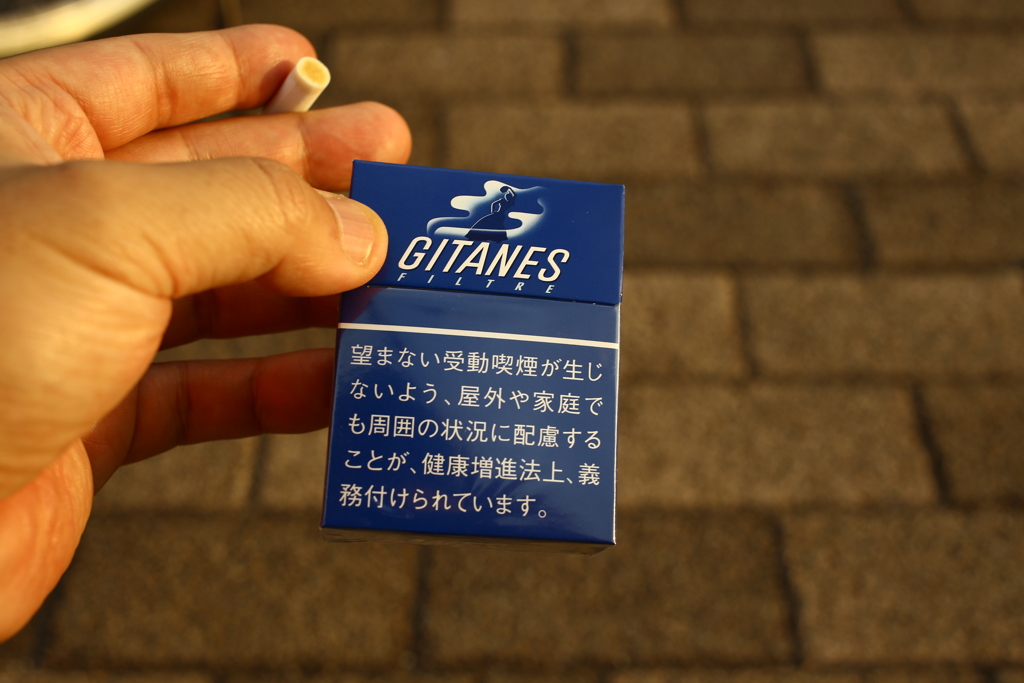 GITANES
FILTRE
望まない受動喫煙が生じ
ないよう、屋外や家庭で
も周囲の状況に配慮する
ことが、健康増進法上、義
務付けられています。